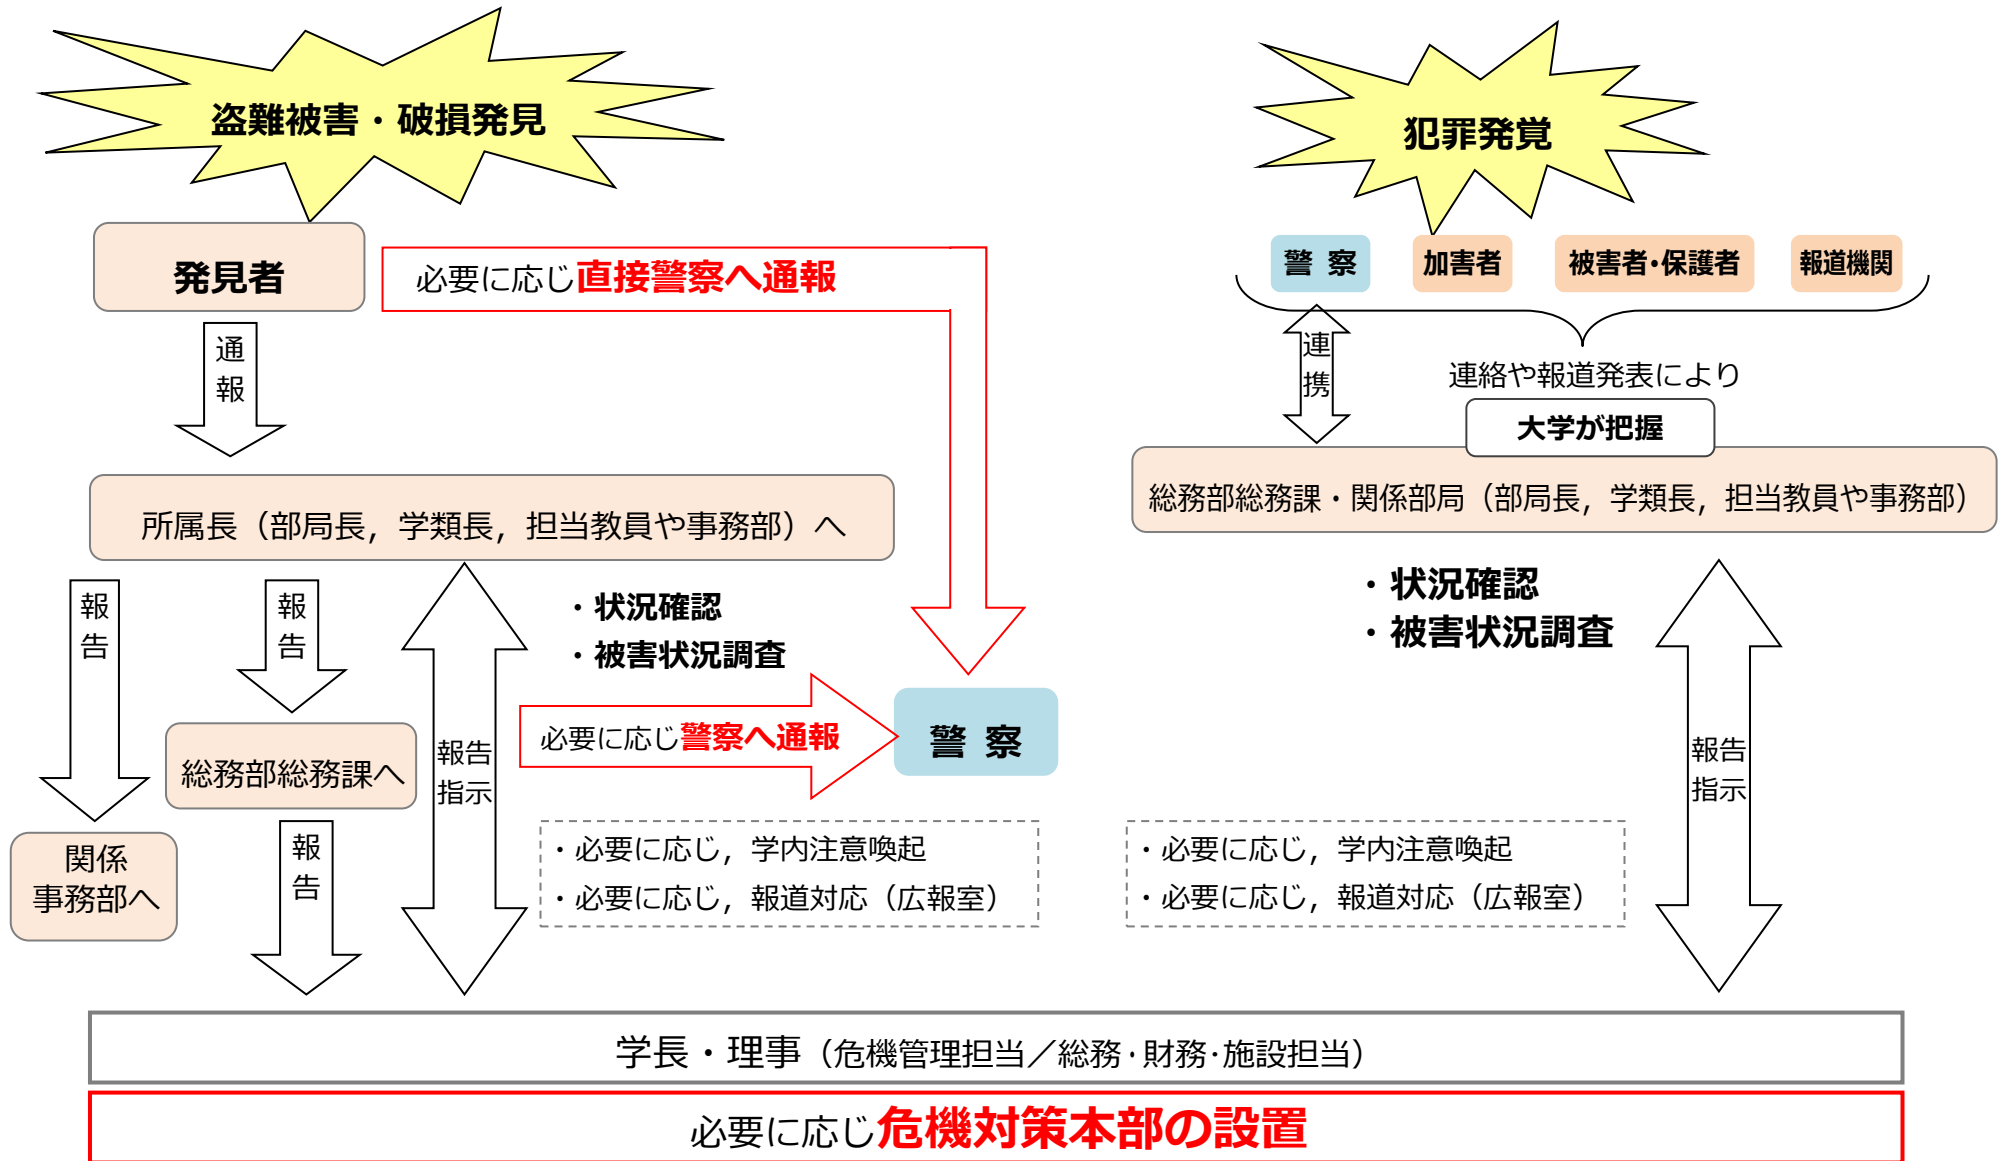 盗難被害・破損発見
発見者
必要に応じ直接警察へ通報
通
報
所属長（部局長，学類長，担当教員や事務部）へ
報
告
報
告
・状況確認
・被害状況調査
必要に応じ警察へ通報
警 察
総務部総務課へ
報告
指示
関係
事務部へ
報
告
・必要に応じ，学内注意喚起
・必要に応じ，報道対応（広報室）
犯罪発覚
警 察
加害者
被害者・保護者
報道機関
連
携
連絡や報道発表により
大学が把握
総務部総務課・関係部局（部局長，学類長，担当教員や事務部）
・状況確認
・被害状況調査
報告
指示
・必要に応じ，学内注意喚起
・必要に応じ，報道対応（広報室）
学長・理事（危機管理担当／総務・財務・施設担当）
必要に応じ危機対策本部の設置